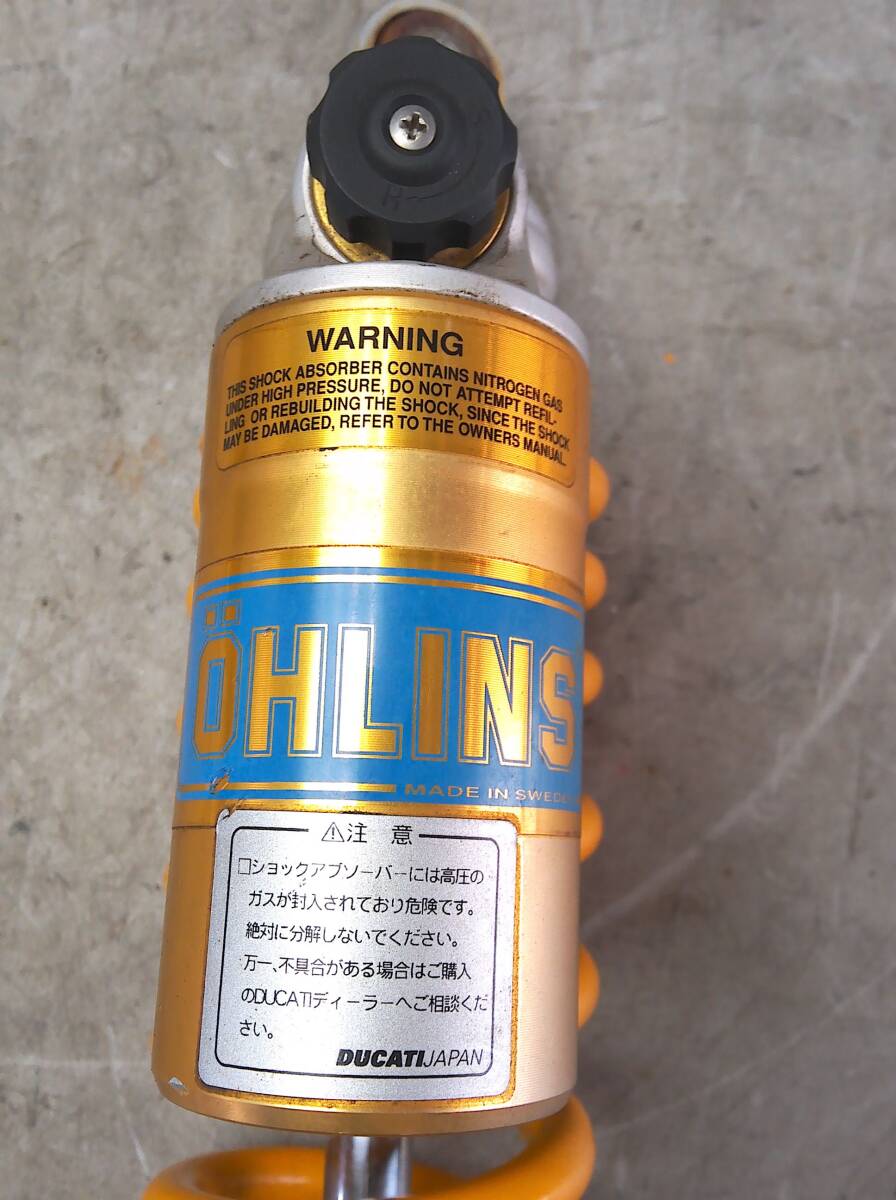 WARNING
THIS SHOCK ABSORBER CONTAINS NITROGEN GAS
UNDER HIGH PRESSURE, DO NOT ATTEMPT REFIL-
LING OR REBUILDING THE SHOCK, SINCE THE SHOCK
MAY BE DAMAGED, REFER TO THE OWNERS MANUAL.
ÖHLINS
MADE IN SWEDEN
⚠注意
□ショックアブソーバーには高圧の
ガスが封入されており危険です。
絶対に分解しないでください。
万一、不具合がある場合はご購入
のDUCATIディーラーへご相談くだ
さい。
DUCATI JAPAN